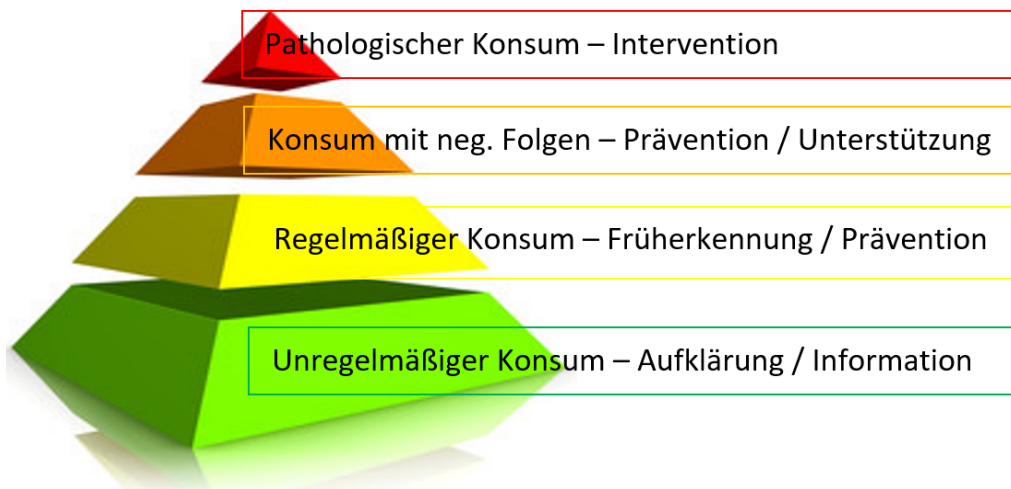 Pathologischer Konsum – Intervention
Konsum mit neg. Folgen – Prävention / Unterstützung
Regelmäßiger Konsum – Früherkennung / Prävention
Unregelmäßiger Konsum – Aufklärung / Information